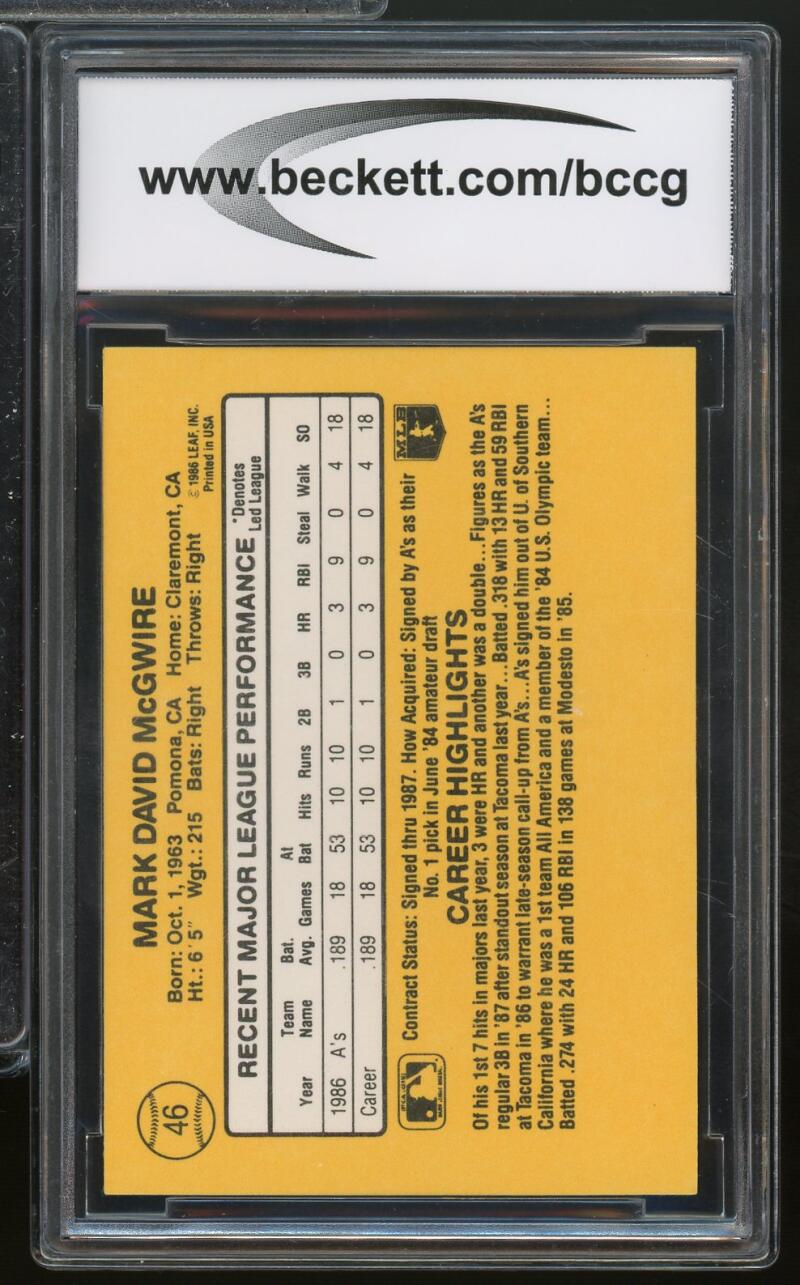 www.beckett.com/bccg
46
MARK DAVID McGWIRE
Born: Oct. 1, 1963 Pomona, CA Home: Claremont, CA
Ht.: 6'5" Wgt.: 215 Bats: Right Throws: Right
© 1986 LEAF, INC.
Printed in USA
RECENT MAJOR LEAGUE PERFORMANCE
*Denotes
Led League
Year Team Name Bat. Avg. Games At Bat Hits Runs 2B 3B HR RBI Steal Walk SO
1986 A's .189 18 53 10 10 1 0 3 9 0 4 18
Career .189 18 53 10 10 1 0 3 9 0 4 18
Contract Status: Signed thru 1987. How Acquired: Signed by A's as their
No. 1 pick in June '84 amateur draft
MLB
CAREER HIGHLIGHTS
Of his 1st 7 hits in majors last year, 3 were HR and another was a double...Figures as the A's
regular 3B in '87 after standout season at Tacoma last year...Batted .318 with 13 HR and 59 RBI
at Tacoma in '86 to warrant late-season call-up from A's...A's signed him out of U. of Southern
California where he was a 1st team All America and a member of the '84 U.S. Olympic team...
Batted .274 with 24 HR and 106 RBI in 138 games at Modesto in '85.